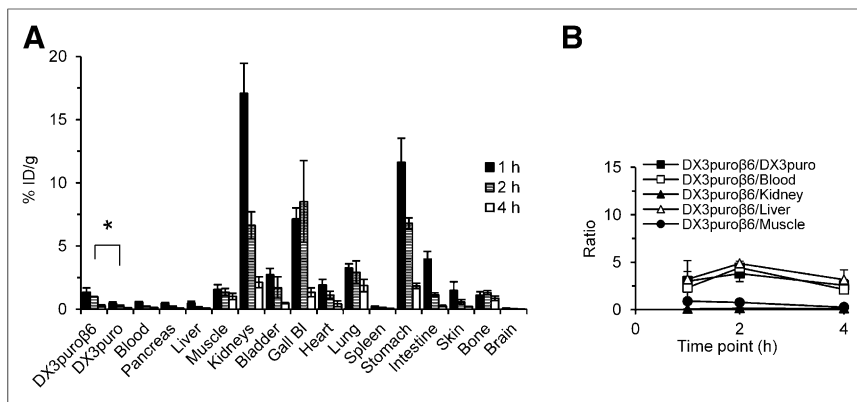 A
% ID/g
20
15
10
5
0
*
1 h
2 h
4 h
DX3puroβ6
DX3puro
Blood
Pancreas
Liver
Muscle
Kidneys
Bladder
Gall Bl
Heart
Lung
Spleen
Stomach
Intestine
Skin
Bone
Brain
B
DX3puroβ6/DX3puro
DX3puroβ6/Blood
DX3puroβ6/Kidney
DX3puroβ6/Liver
DX3puroβ6/Muscle
Ratio
15
10
5
0
0 2 4
Time point (h)